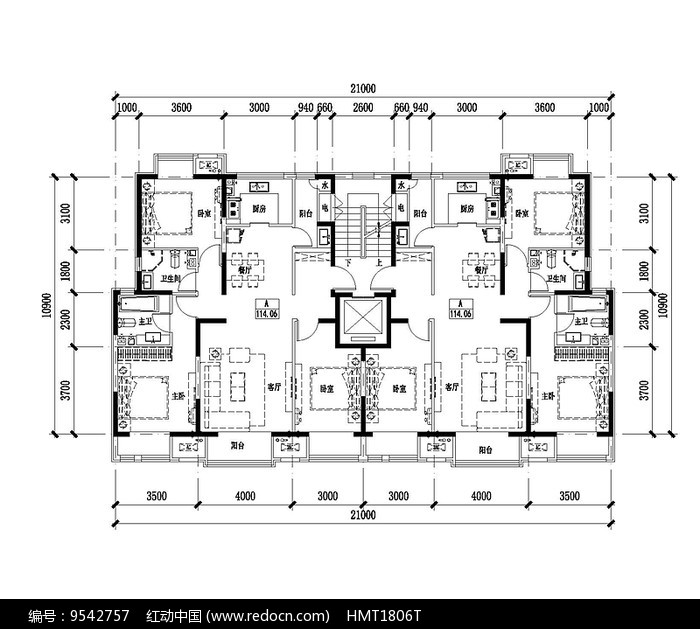 21000
1000 3600 3000 940 660 2600 660 940 3000 3600 1000
水 水
电 电
卧室 厨房 阳台 阳台 厨房 卧室
3100 3100
下 上
卫生间 餐厅 餐厅 卫生间
1800 1800
10900 10900
主卫 A A 主卫
114.06 114.06
2300 2300
主卧 客厅 卧室 卧室 客厅 主卧
3700 3700
阳台 阳台
3500 4000 3000 3000 4000 3500
21000
编号：9542757 红动中国 (www.redocn.com) HMT1806T